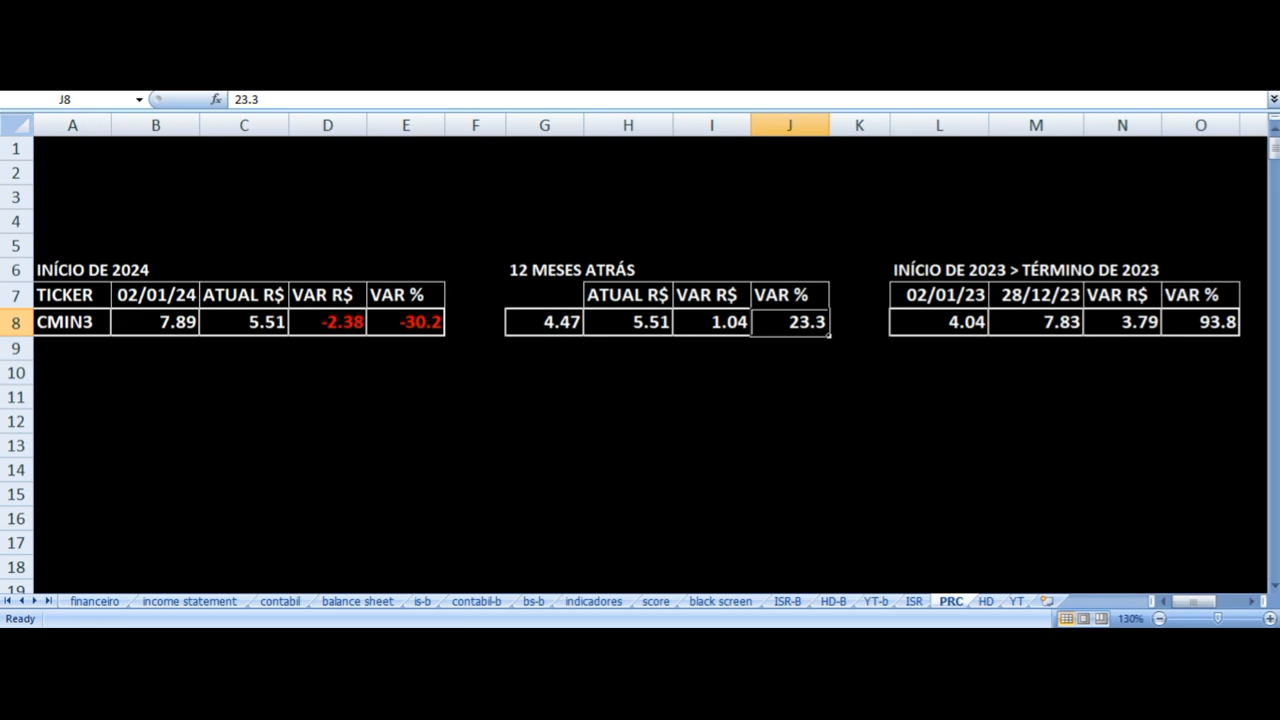 J8 fx 23.3
A B C D E F G H I J K L M N O
1
2
3
4
5
6 INÍCIO DE 2024 12 MESES ATRÁS INÍCIO DE 2023 > TÉRMINO DE 2023
7 TICKER 02/01/24 ATUAL R$ VAR R$ VAR % ATUAL R$ VAR R$ VAR % 02/01/23 28/12/23 VAR R$ VAR %
8 CMIN3 7.89 5.51 -2.38 -30.2 4.47 5.51 1.04 23.3 4.04 7.83 3.79 93.8
9
10
11
12
13
14
15
16
17
18
19
financeiro income statement contabil balance sheet is-b contabil-b bs-b indicadores score black screen ISR-B HD-B YT-b ISR PRC HD YT
Ready 130%